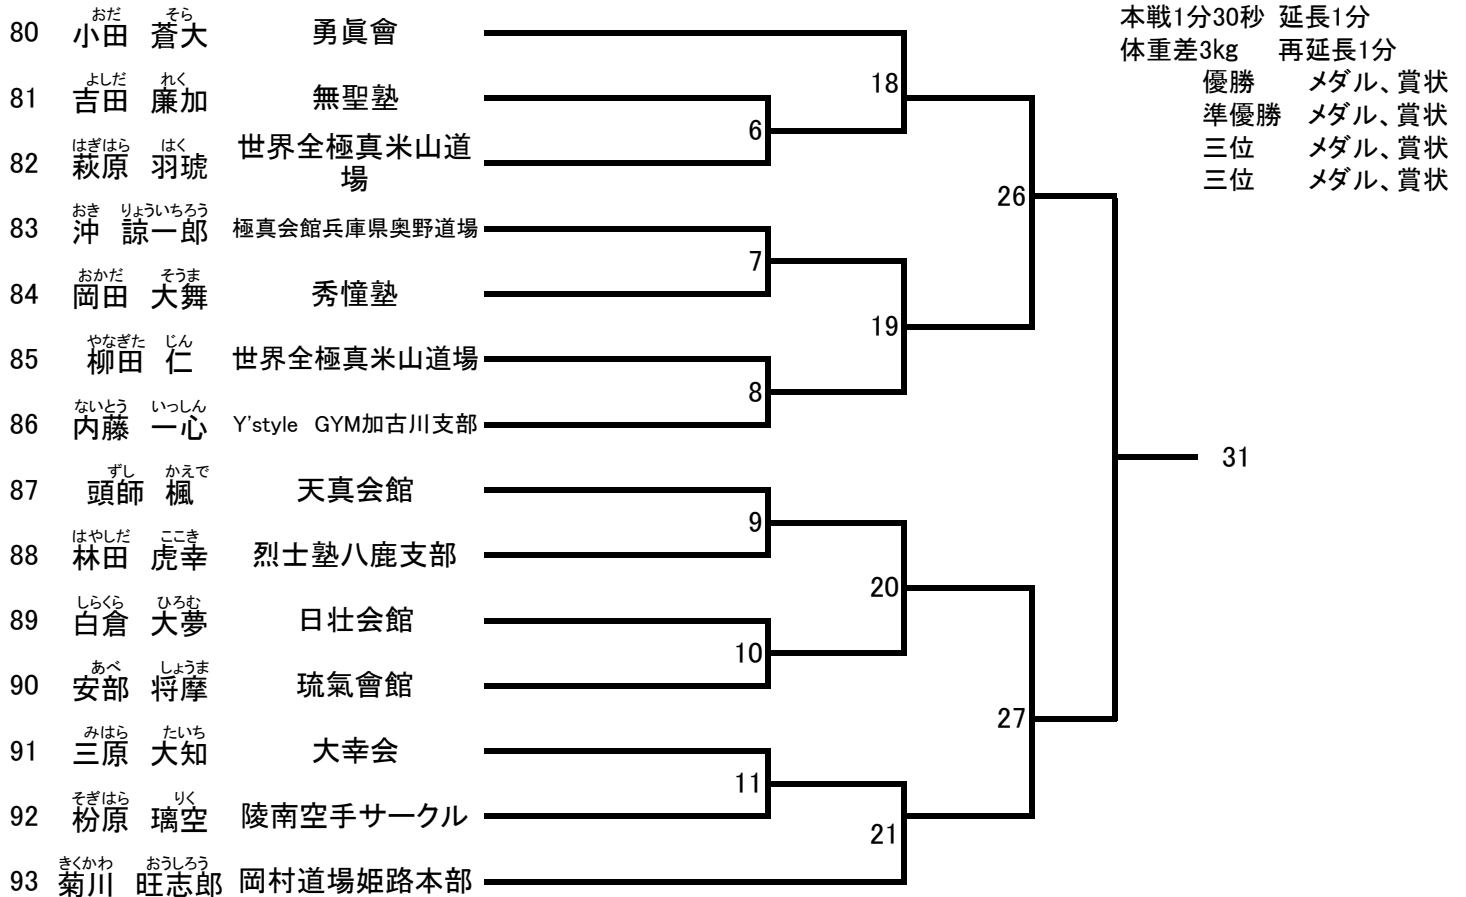 おだ そら
80 小田 蒼大 勇眞會
よしだ れく
81 吉田 廉加 無聖塾
はぎはら はく
82 萩原 羽琥 世界全極真米山道
場
おき りょういちろう
83 沖 諒一郎 極真会館兵庫県奥野道場
おかだ そうま
84 岡田 大舞 秀憧塾
やなぎた じん
85 柳田 仁 世界全極真米山道場
ないとう いっしん
86 内藤 一心 Y'style GYM加古川支部
ずし かえで
87 頭師 楓 天真会館
はやしだ ここき
88 林田 虎幸 烈士塾八鹿支部
しらくら ひろむ
89 白倉 大夢 日壮会館
あべ しょうま
90 安部 将摩 琉氣會館
みはら たいち
91 三原 大知 大幸会
そぎはら りく
92 枌原 璃空 陵南空手サークル
きくかわ おうしろう
93 菊川 旺志郎 岡村道場姫路本部
6
7
8
9
10
11
18
19
20
21
26
27
31
本戦1分30秒 延長1分
体重差3kg 再延長1分
優勝 メダル、賞状
準優勝 メダル、賞状
三位 メダル、賞状
三位 メダル、賞状